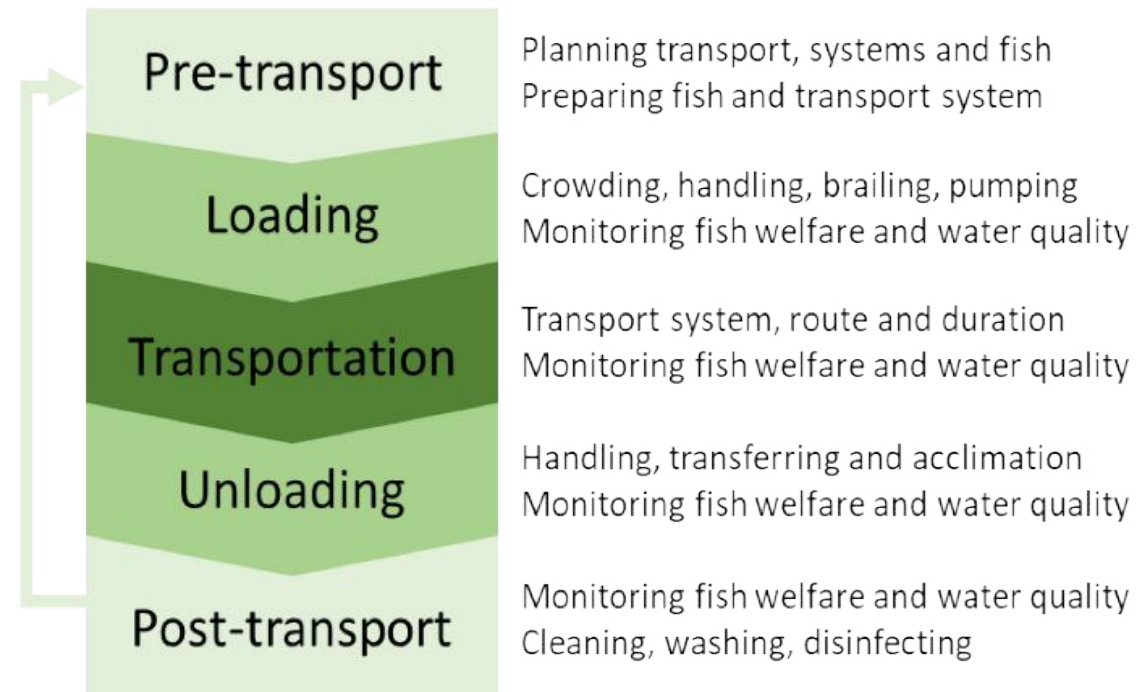 Pre-transport
Planning transport, systems and fish
Preparing fish and transport system
Loading
Crowding, handling, brailing, pumping
Monitoring fish welfare and water quality
Transportation
Transport system, route and duration
Monitoring fish welfare and water quality
Unloading
Handling, transferring and acclimation
Monitoring fish welfare and water quality
Post-transport
Monitoring fish welfare and water quality
Cleaning, washing, disinfecting